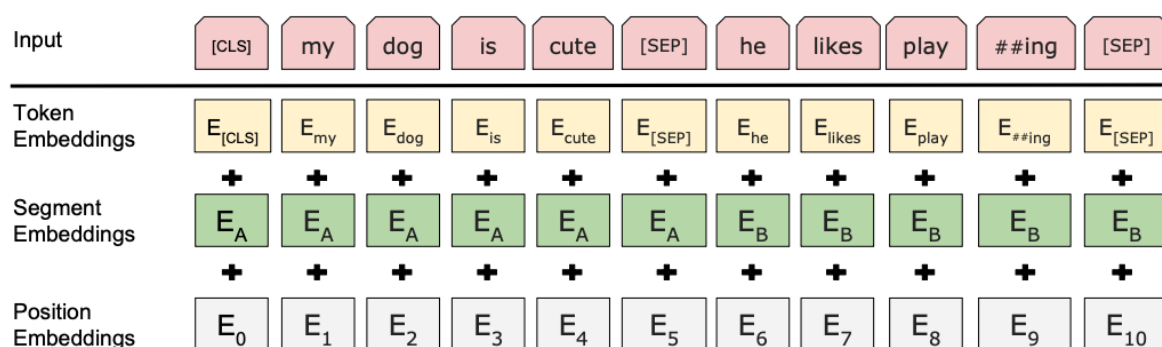 Input [CLS] my dog is cute [SEP] he likes play ##ing [SEP]
Token
Embeddings E[CLS] Emy Edog Eis Ecute E[SEP] Ehe Elikes Eplay E##ing E[SEP]
+ + + + + + + + + + +
Segment
Embeddings EA EA EA EA EA EA EB EB EB EB EB
+ + + + + + + + + + +
Position
Embeddings E0 E1 E2 E3 E4 E5 E6 E7 E8 E9 E10